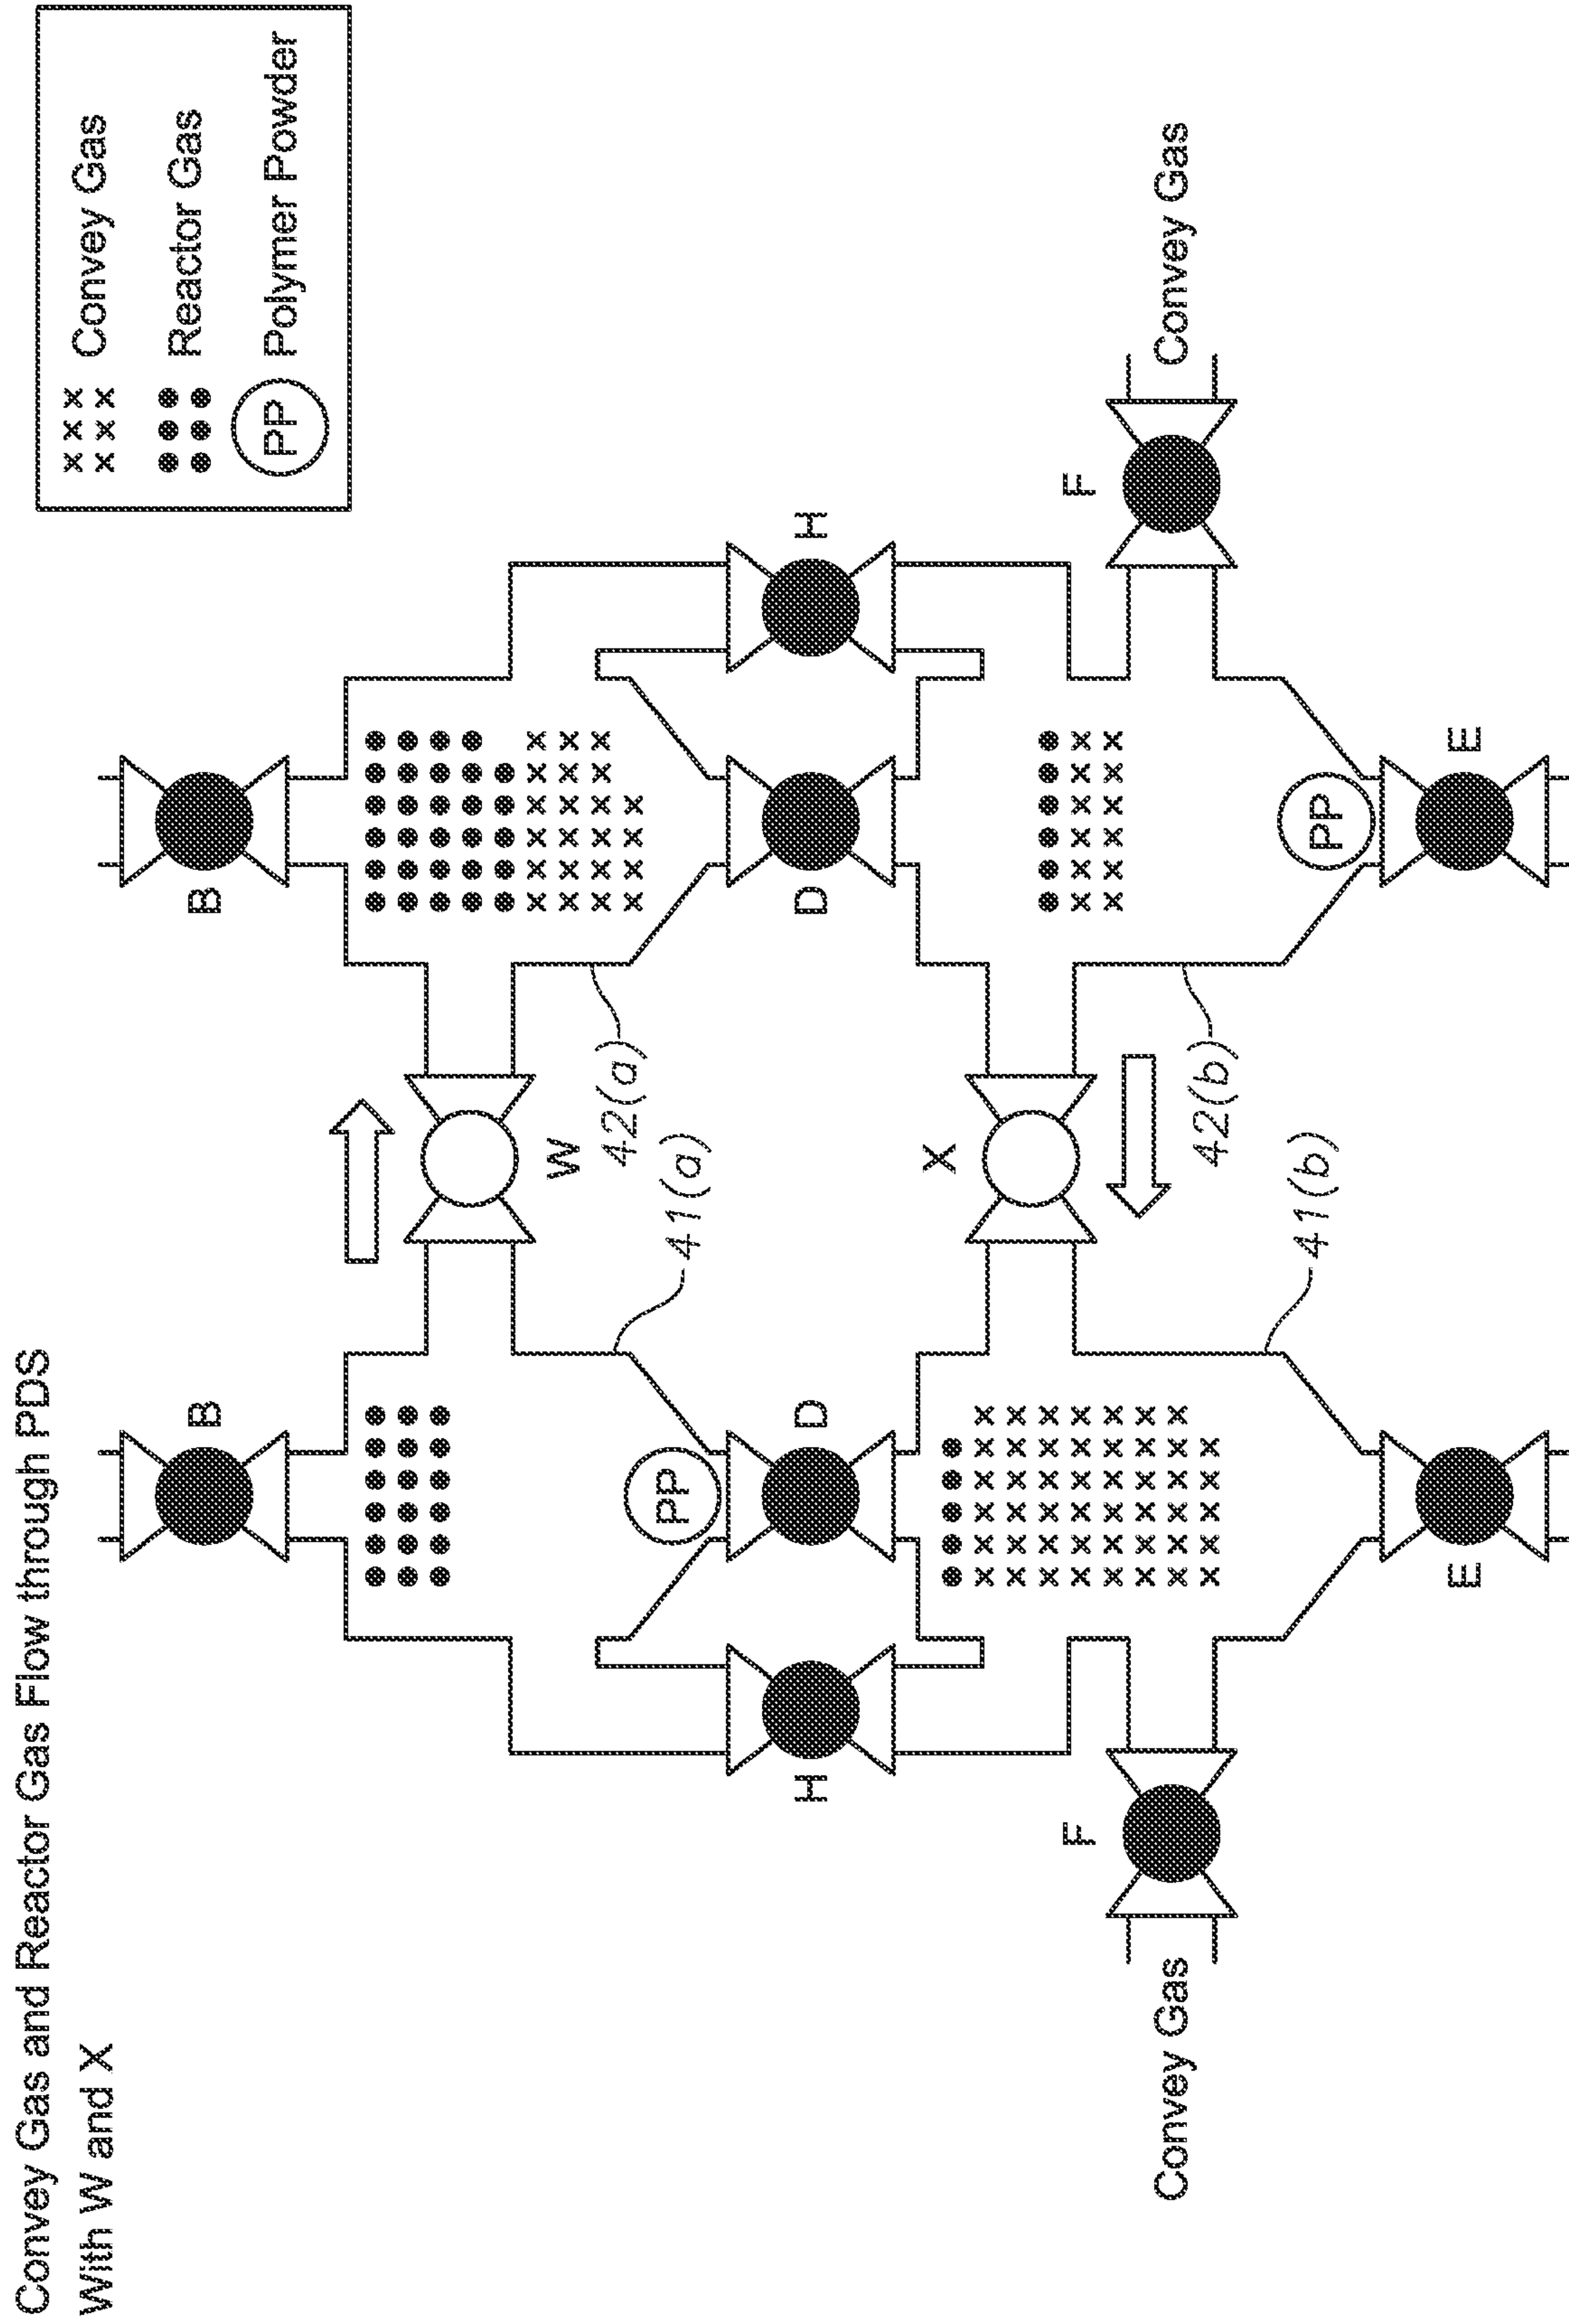 Convey Gas and Reactor Gas Flow through PDS
With W and X
Convey Gas
Reactor Gas
PP Polymer Powder
B
B
W
42(a)
41(a)
PP
H
D
D
H
X
F
F
Convey Gas
Convey Gas
42(b)
41(b)
PP
E
E